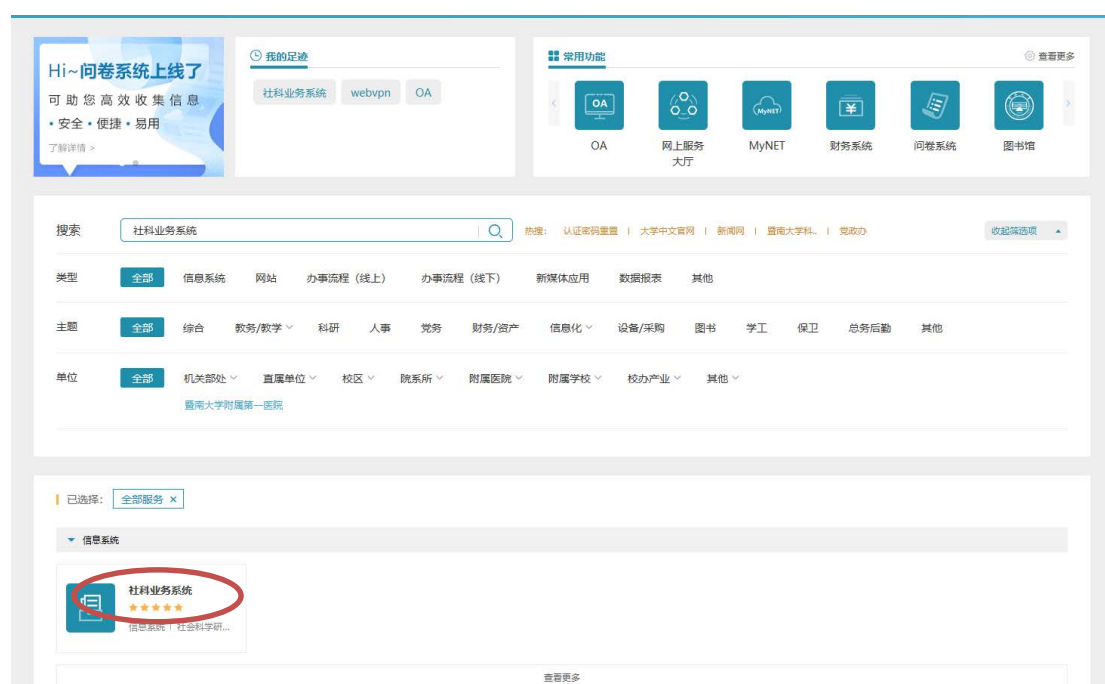 Hi~问卷系统上线了
可助您高效收集信息
•安全•便捷•易用
了解详情 >
我的足迹
社科业务系统 webvpn OA
常用功能 查看更多
OA
MyNET
OA 网上服务大厅 MyNET 财务系统 问卷系统 图书馆
搜索 社科业务系统 热搜： 认证密码重置 | 大学中文官网 | 新闻网 | 暨南大学科... | 党政办 收起筛选项
类型 全部 信息系统 网站 办事流程（线上） 办事流程（线下） 新媒体应用 数据报表 其他
主题 全部 综合 教务/教学 科研 人事 党务 财务/资产 信息化 设备/采购 图书 学工 保卫 总务后勤 其他
单位 全部 机关部处 直属单位 校区 院系所 附属医院 附属学校 校办产业 其他
暨南大学附属第一医院
已选择： 全部服务 ×
信息系统
社科业务系统
信息系统 | 社会科学研...
查看更多